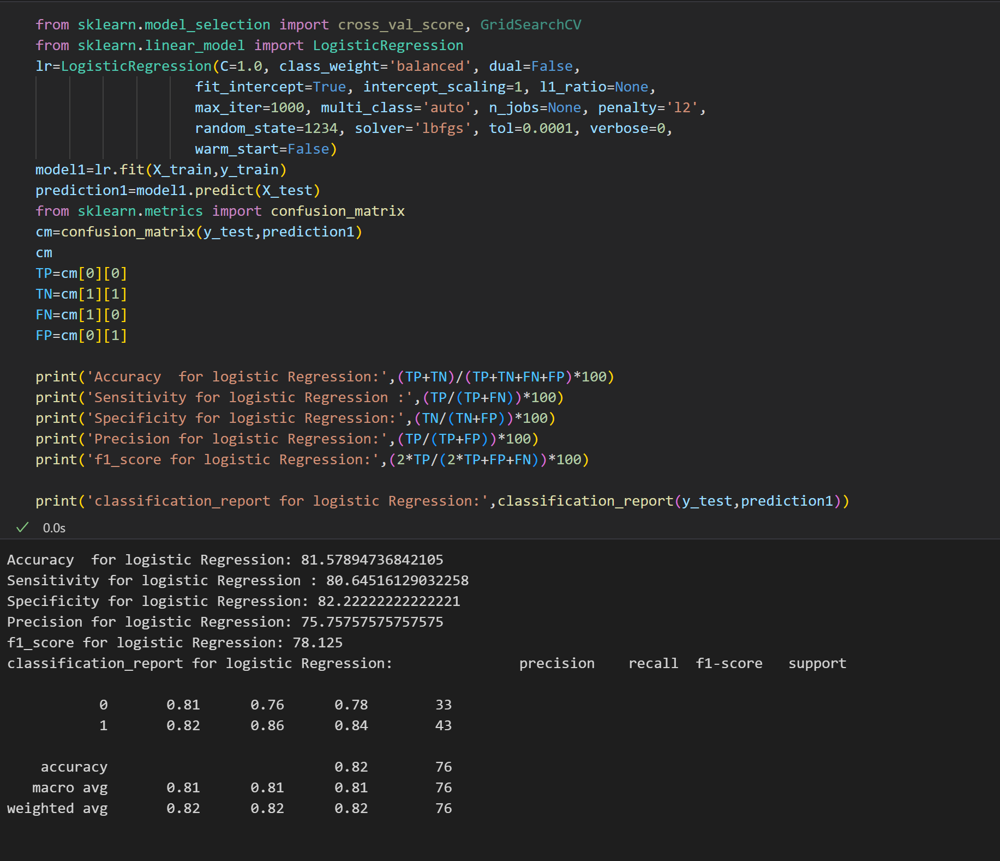 from sklearn.model_selection import cross_val_score, GridSearchCV
from sklearn.linear_model import LogisticRegression
lr=LogisticRegression(C=1.0, class_weight='balanced', dual=False,
                   fit_intercept=True, intercept_scaling=1, l1_ratio=None,
                   max_iter=1000, multi_class='auto', n_jobs=None, penalty='l2',
                   random_state=1234, solver='lbfgs', tol=0.0001, verbose=0,
                   warm_start=False)
model1=lr.fit(X_train,y_train)
prediction1=model1.predict(X_test)
from sklearn.metrics import confusion_matrix
cm=confusion_matrix(y_test,prediction1)
cm
TP=cm[0][0]
TN=cm[1][1]
FN=cm[1][0]
FP=cm[0][1]

print('Accuracy  for logistic Regression:',(TP+TN)/(TP+TN+FN+FP)*100)
print('Sensitivity for logistic Regression :',(TP/(TP+FN))*100)
print('Specificity for logistic Regression:',(TN/(TN+FP))*100)
print('Precision for logistic Regression:',(TP/(TP+FP))*100)
print('f1_score for logistic Regression:',(2*TP/(2*TP+FP+FN))*100)

print('classification_report for logistic Regression:',classification_report(y_test,prediction1))
0.0s
Accuracy  for logistic Regression: 81.57894736842105
Sensitivity for logistic Regression : 80.64516129032258
Specificity for logistic Regression: 82.22222222222221
Precision for logistic Regression: 75.75757575757575
f1_score for logistic Regression: 78.125
classification_report for logistic Regression:               precision    recall  f1-score   support

           0       0.81      0.76      0.78        33
           1       0.82      0.86      0.84        43

    accuracy                           0.82        76
   macro avg       0.81      0.81      0.81        76
weighted avg       0.82      0.82      0.82        76